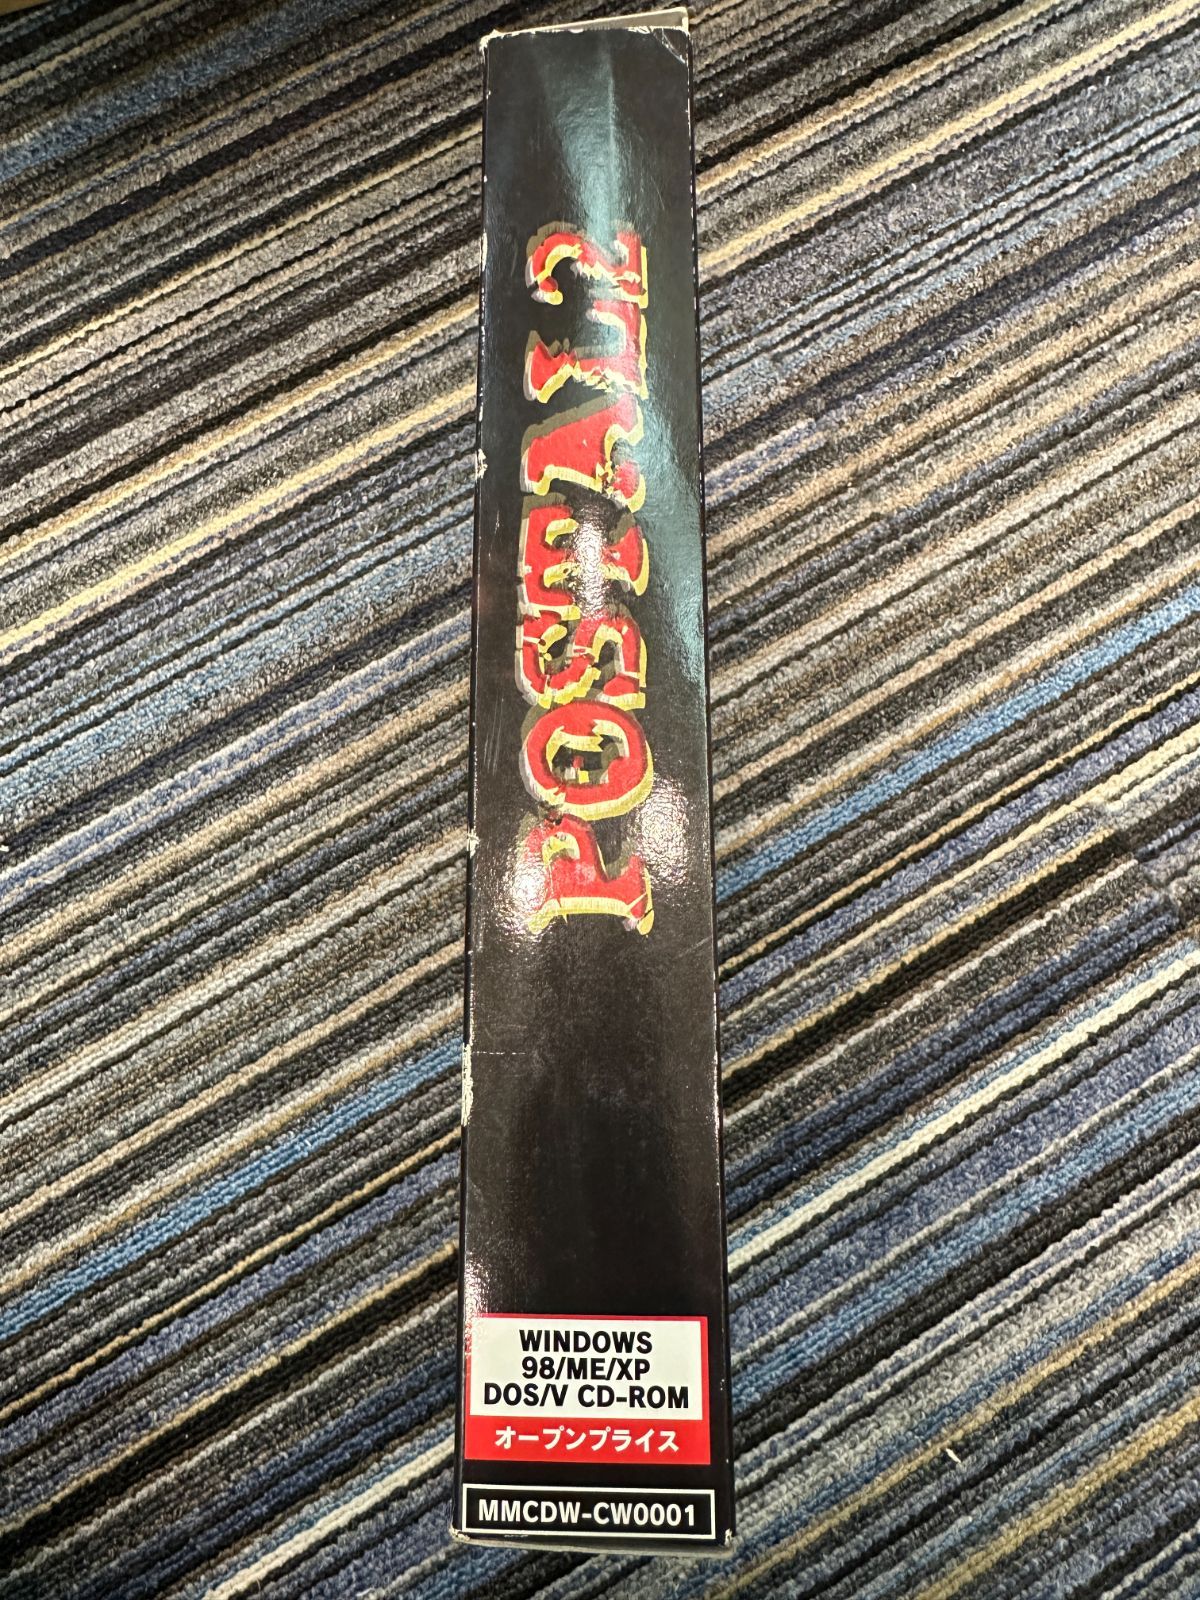 POSTAL2
WINDOWS
98/ME/XP
DOS/V CD-ROM
オープンプライス
MMCDW-CW0001